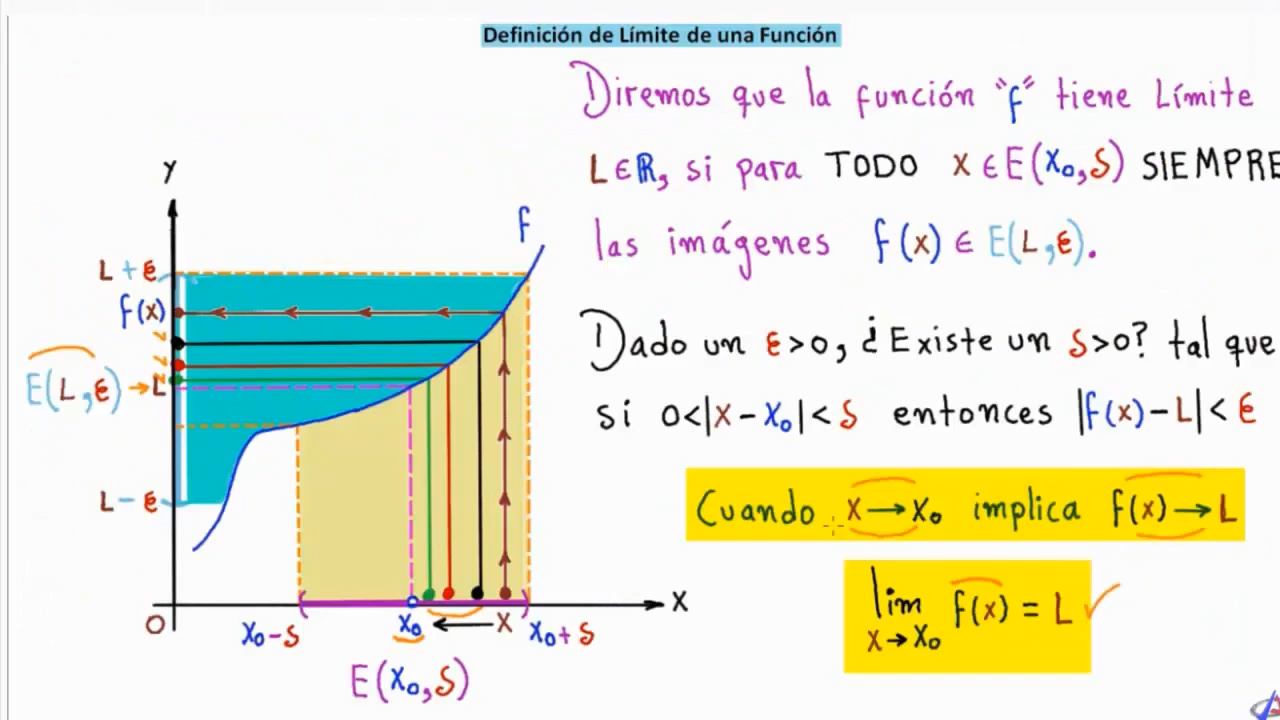 Definición de Límite de una Función
Diremos que la función "f" tiene Límite
L∈ℝ, si para TODO x∈E(x₀,δ) SIEMPRE
las imágenes f(x) ∈ E(L,ε).
Dado un ε>0, ¿Existe un δ>0? tal que
si 0<|x-x₀|<δ entonces |f(x)-L|<ε
Cuando x→x₀ implica f(x)→L
lim f(x) = L
x→x₀
Y
f
L+ε
f(x)
E(L,ε)→L
L-ε
O
x₀-δ
x₀
x
x₀+δ
X
E(x₀,δ)